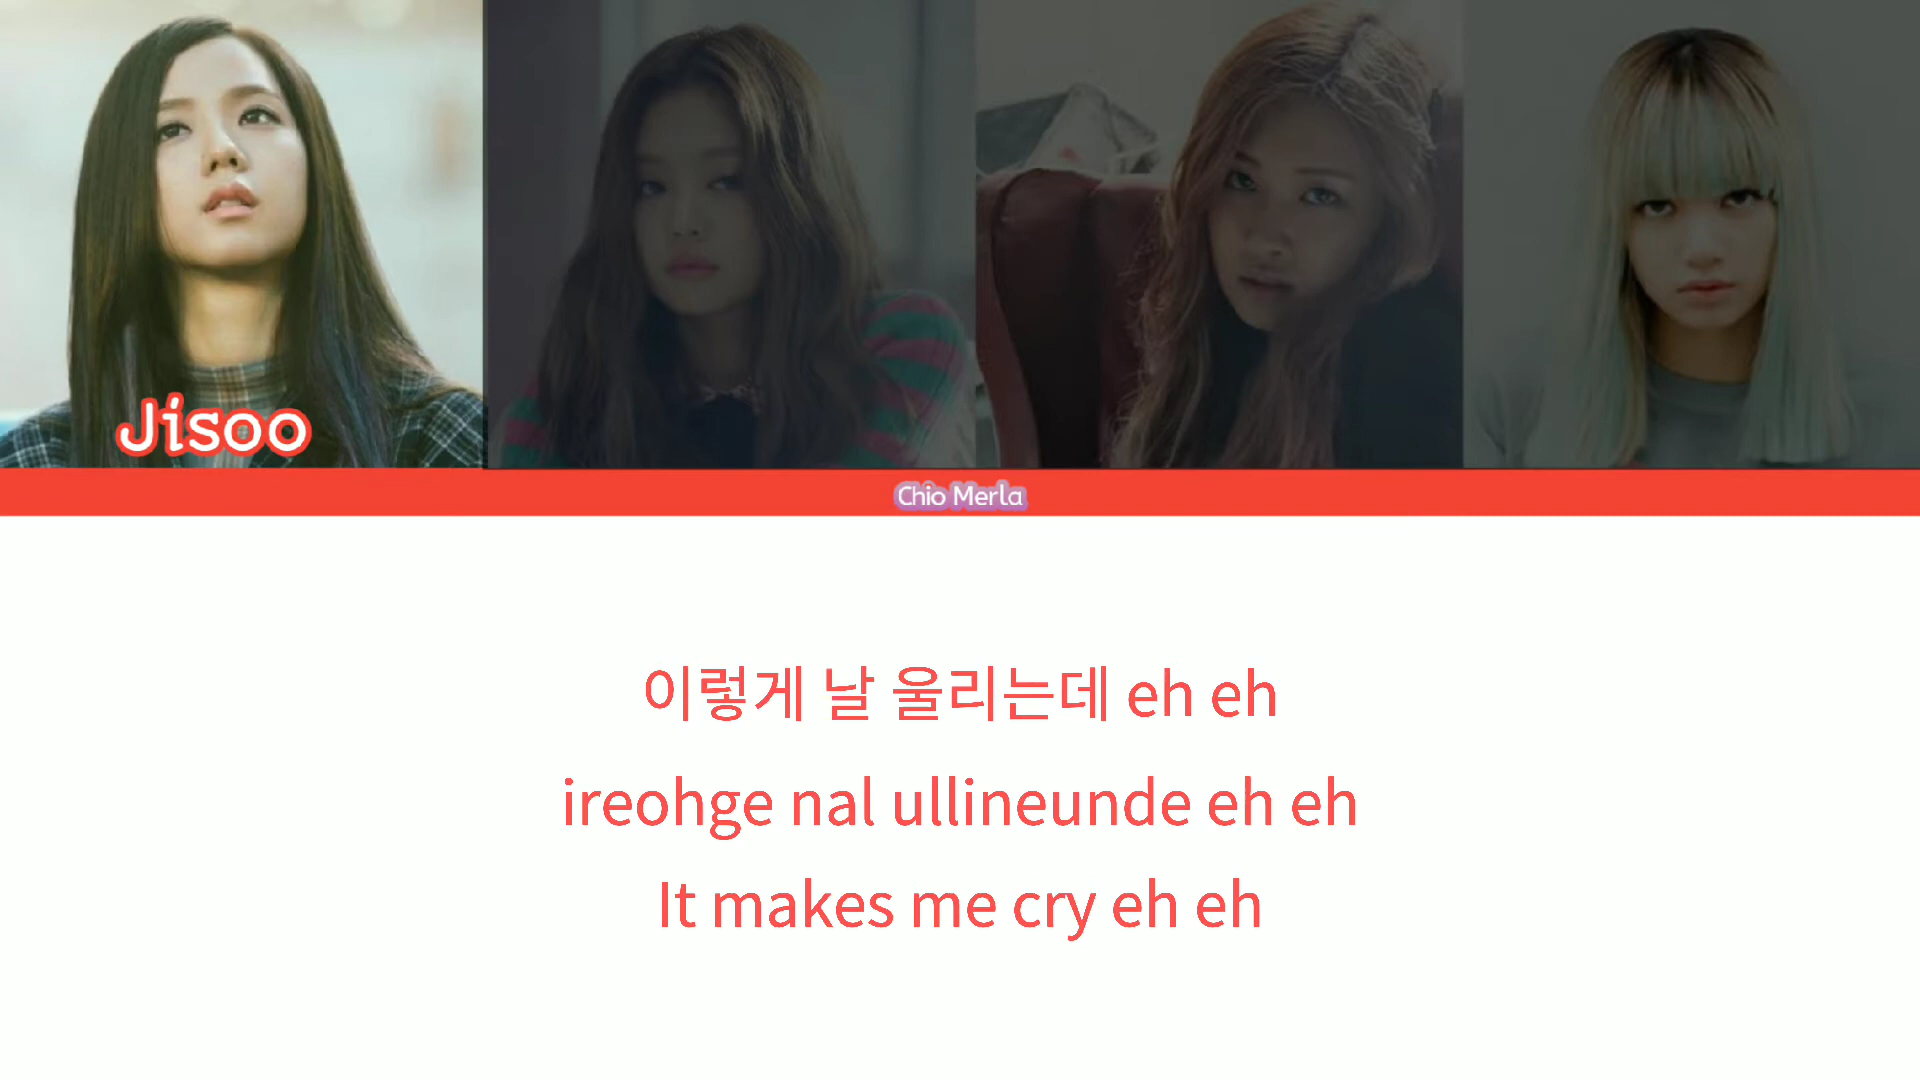 Jisoo
Chio Merla
이렇게 날 울리는데 eh eh
ireohge nal ullineunde eh eh
It makes me cry eh eh